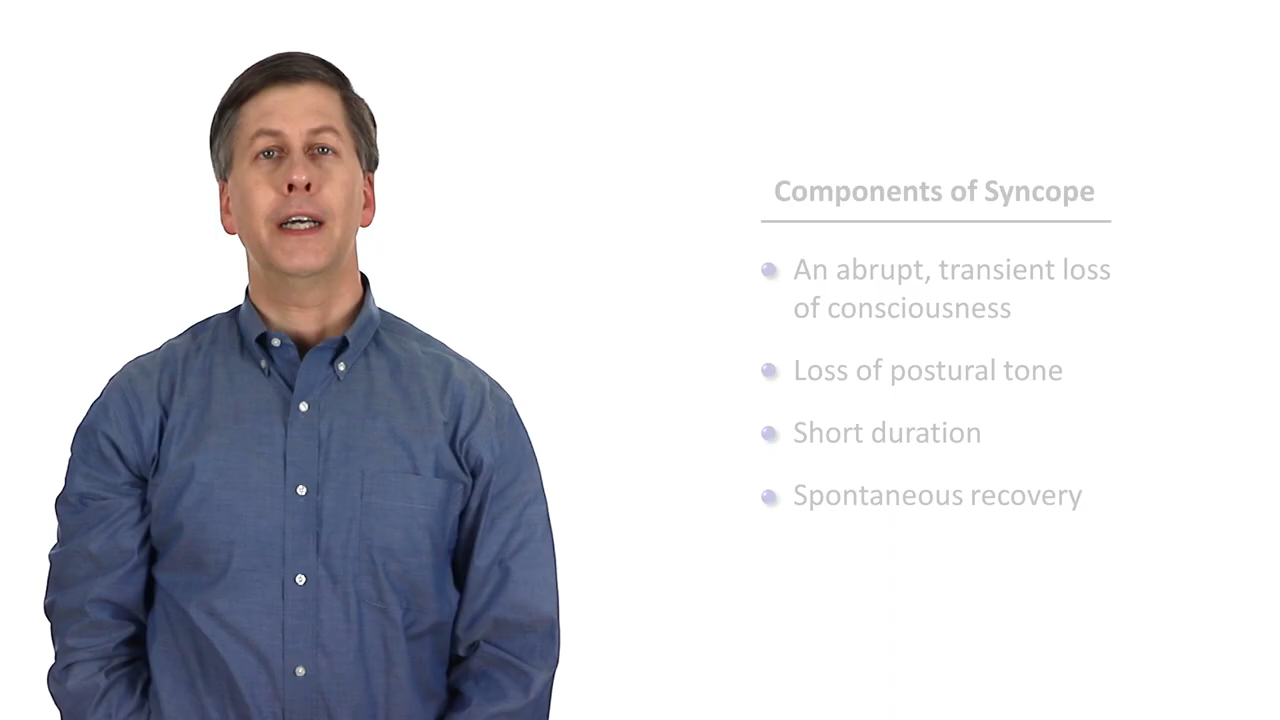 Components of Syncope
An abrupt, transient loss
of consciousness
Loss of postural tone
Short duration
Spontaneous recovery